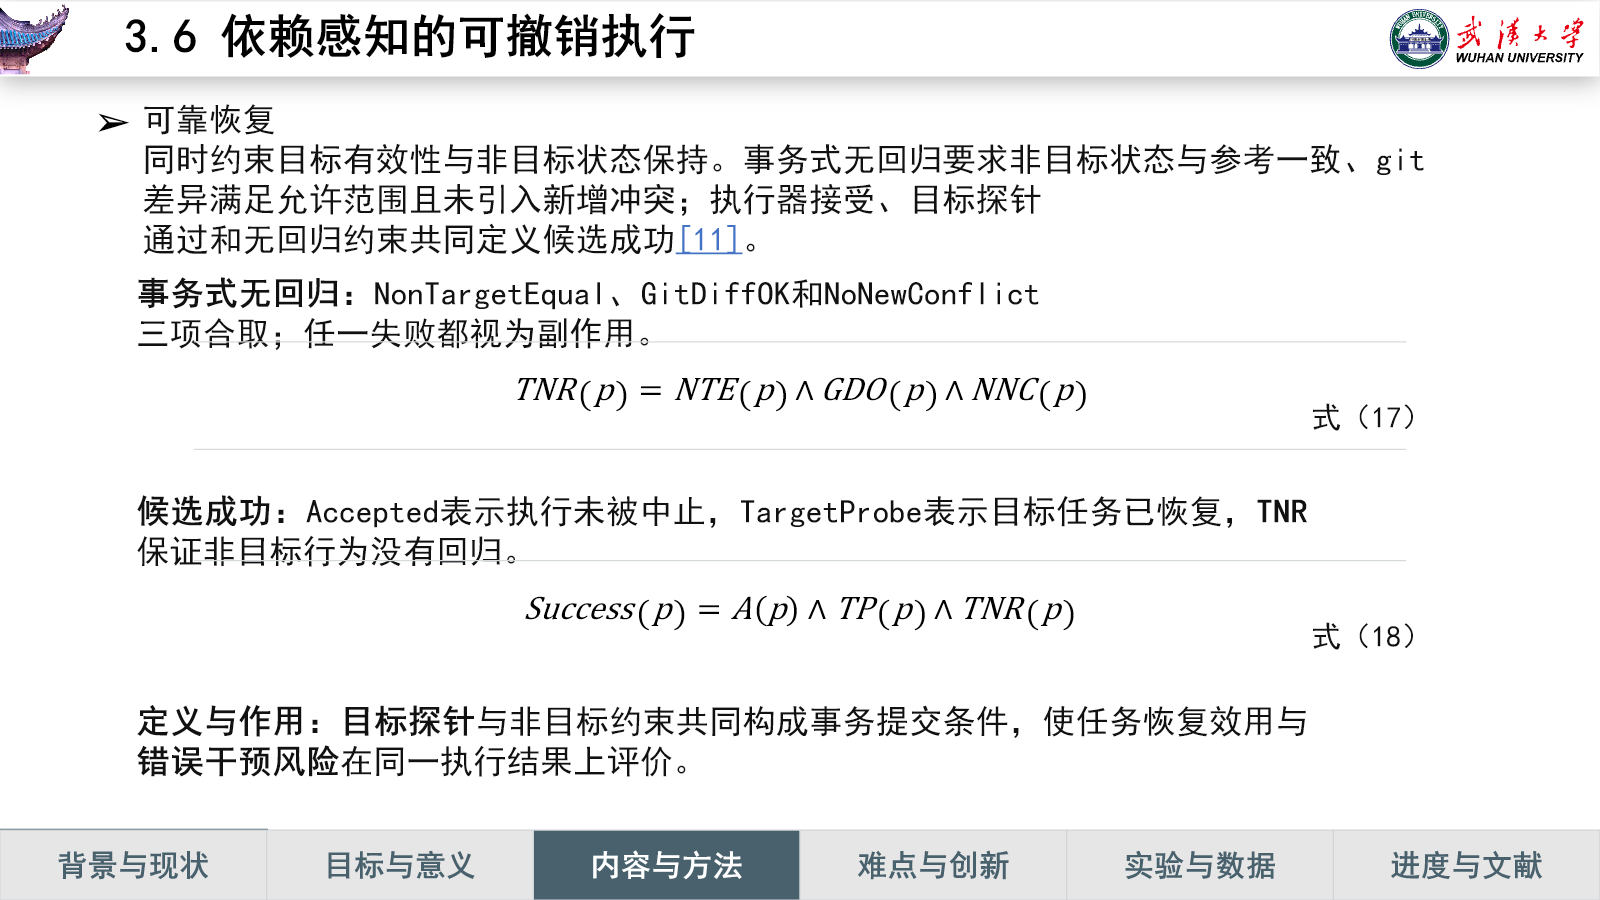 3.6 依赖感知的可撤销执行
武漢大学
WUHAN UNIVERSITY
➢ 可靠恢复
同时约束目标有效性与非目标状态保持。事务式无回归要求非目标状态与参考一致、git
差异满足允许范围且未引入新增冲突；执行器接受、目标探针
通过和无回归约束共同定义候选成功[11]。
事务式无回归：NonTargetEqual、GitDiffOK和NoNewConflict
三项合取；任一失败都视为副作用。
TNR(p) = NTE(p) ∧ GDO(p) ∧ NNC(p)
式（17）
候选成功：Accepted表示执行未被中止，TargetProbe表示目标任务已恢复，TNR
保证非目标行为没有回归。
Success(p) = A(p) ∧ TP(p) ∧ TNR(p)
式（18）
定义与作用：目标探针与非目标约束共同构成事务提交条件，使任务恢复效用与
错误干预风险在同一执行结果上评价。
背景与现状
目标与意义
内容与方法
难点与创新
实验与数据
进度与文献